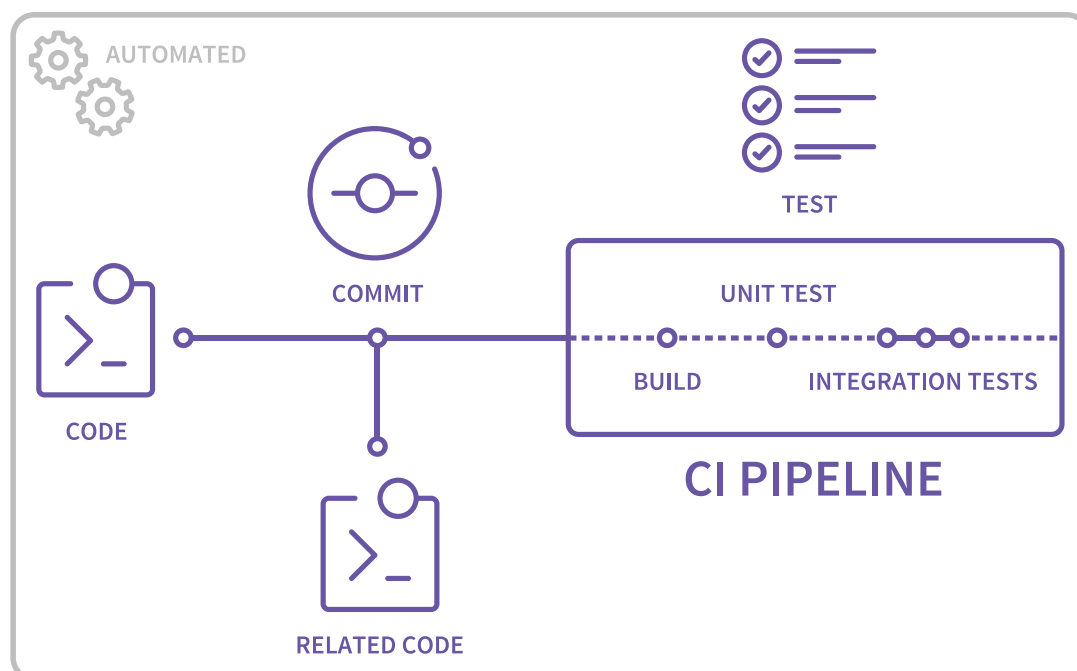 AUTOMATED
TEST
COMMIT
UNIT TEST
BUILD
INTEGRATION TESTS
CODE
CI PIPELINE
RELATED CODE